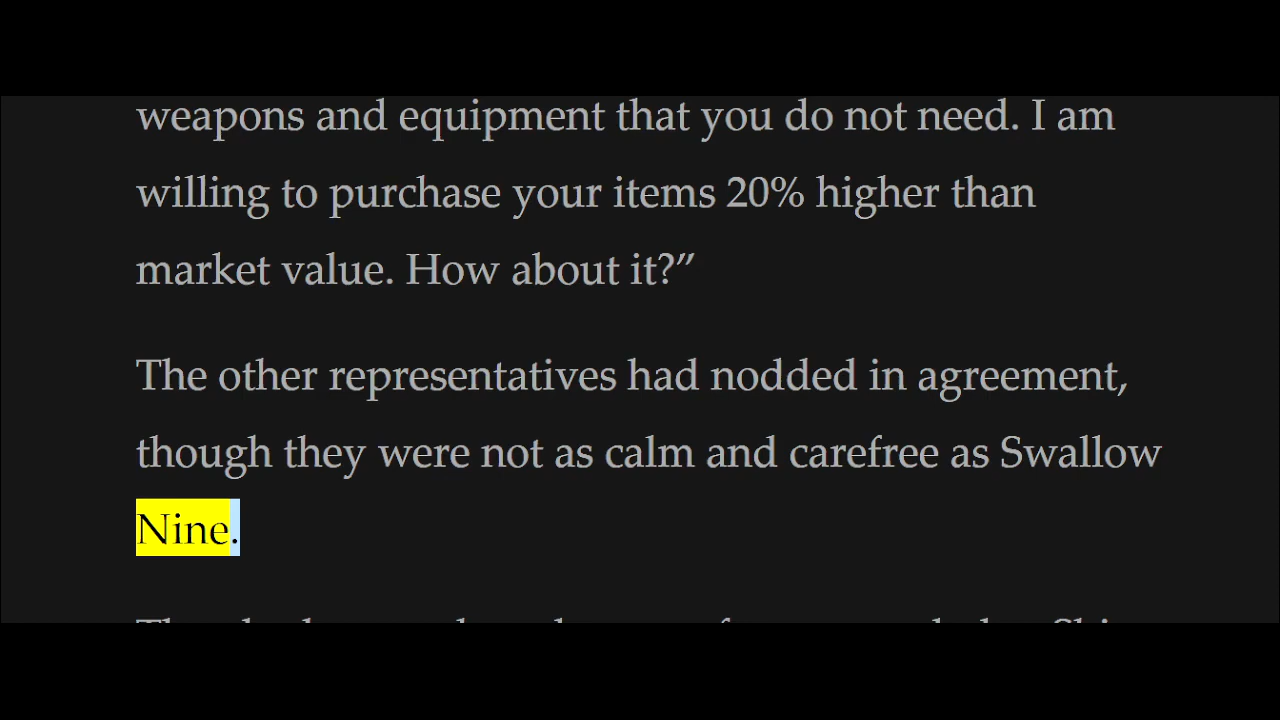 weapons and equipment that you do not need. I am
willing to purchase your items 20% higher than
market value. How about it?”
The other representatives had nodded in agreement,
though they were not as calm and carefree as Swallow
Nine.